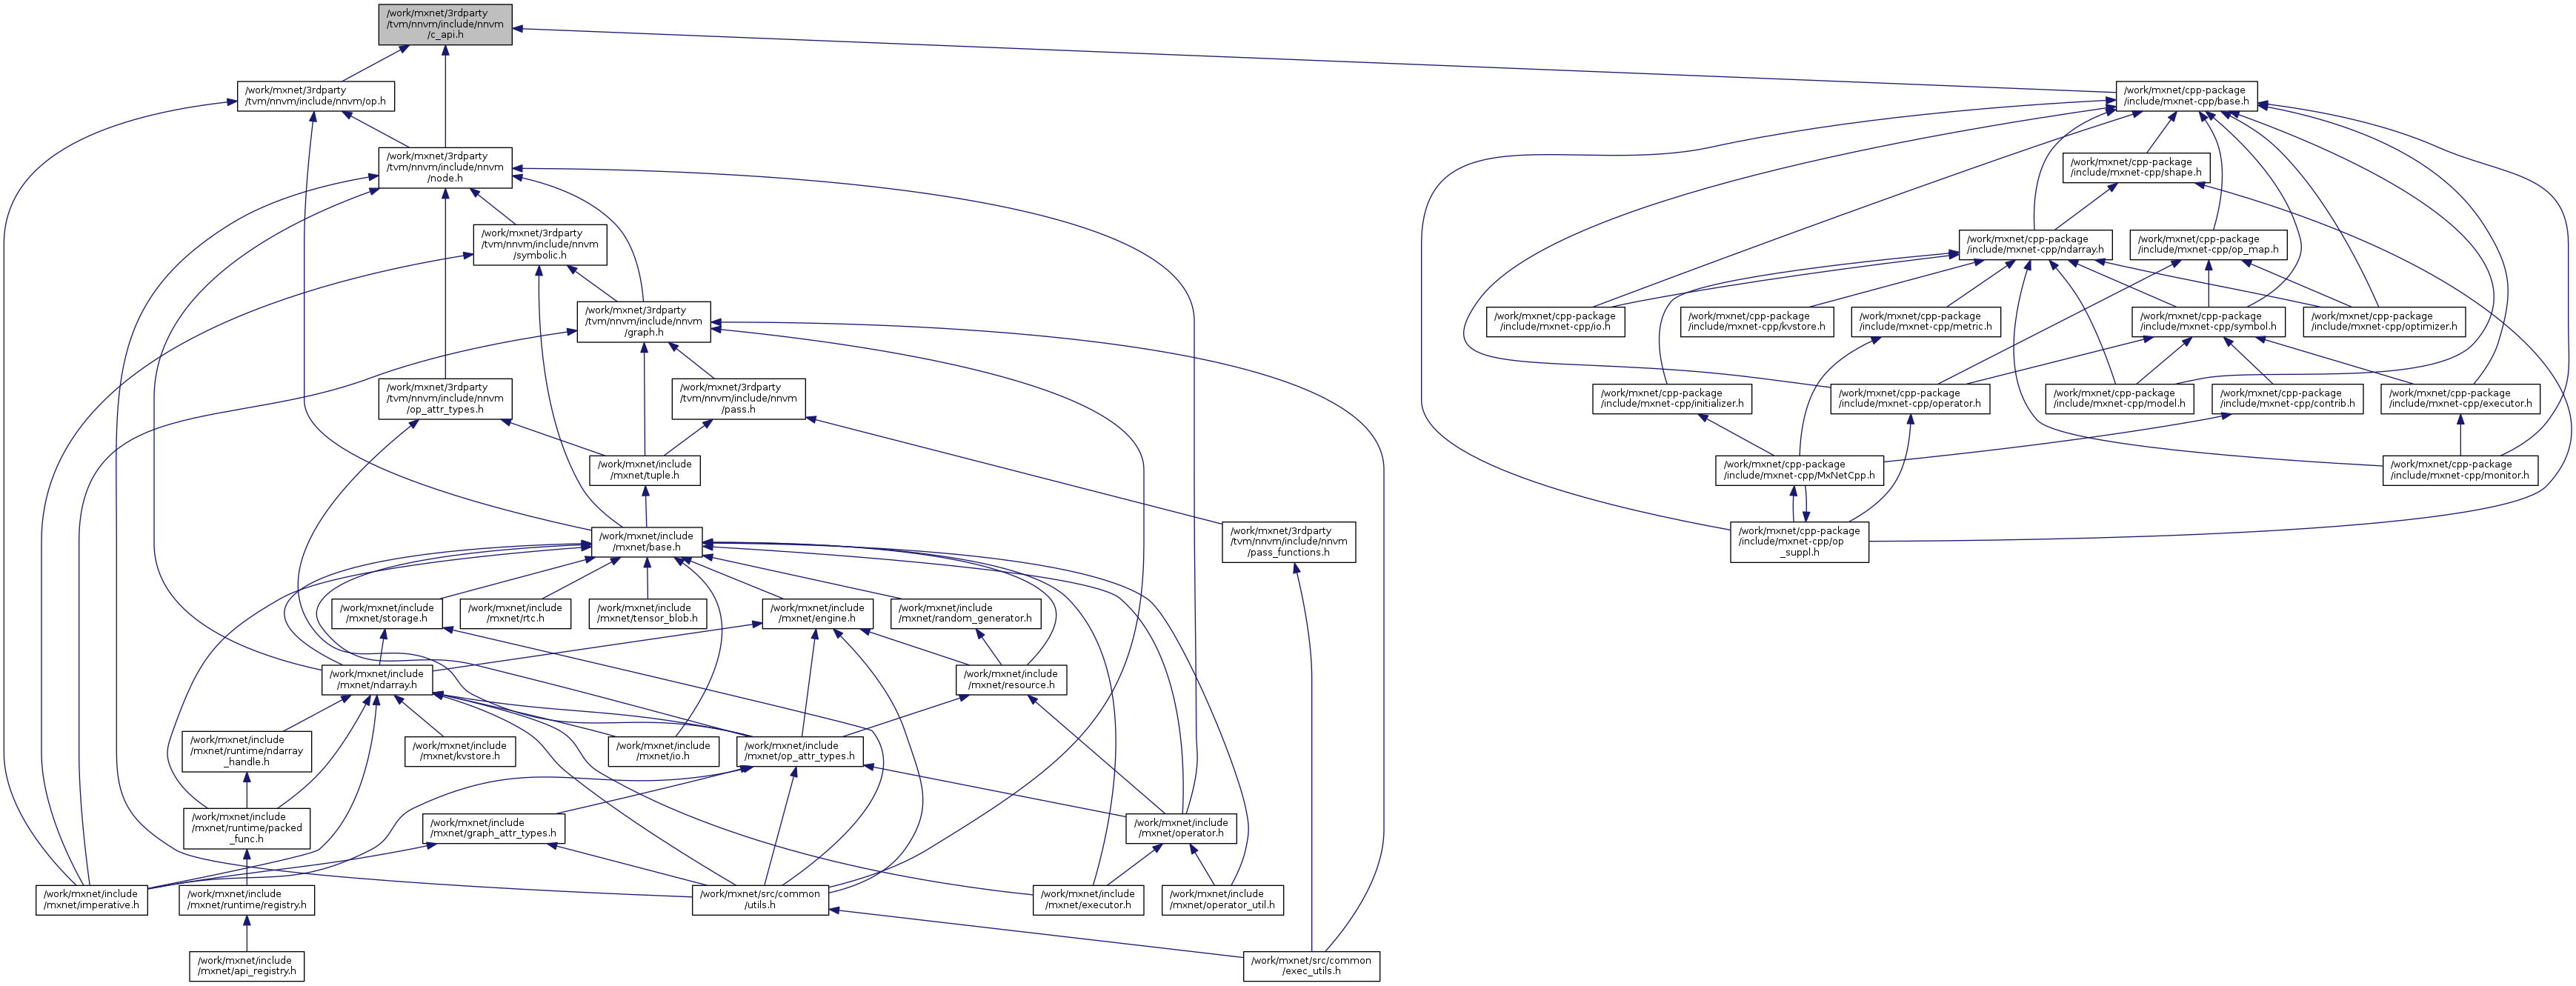 /work/mxnet/3rdparty
/tvm/nnvm/include/nnvm
/c_api.h
/work/mxnet/3rdparty
/tvm/nnvm/include/nnvm/op.h
/work/mxnet/cpp-package
/include/mxnet-cpp/base.h
/work/mxnet/3rdparty
/tvm/nnvm/include/nnvm
/node.h
/work/mxnet/cpp-package
/include/mxnet-cpp/shape.h
/work/mxnet/3rdparty
/tvm/nnvm/include/nnvm
/symbolic.h
/work/mxnet/cpp-package
/include/mxnet-cpp/ndarray.h
/work/mxnet/cpp-package
/include/mxnet-cpp/op_map.h
/work/mxnet/3rdparty
/tvm/nnvm/include/nnvm
/graph.h
/work/mxnet/cpp-package
/include/mxnet-cpp/io.h
/work/mxnet/cpp-package
/include/mxnet-cpp/kvstore.h
/work/mxnet/cpp-package
/include/mxnet-cpp/metric.h
/work/mxnet/cpp-package
/include/mxnet-cpp/symbol.h
/work/mxnet/cpp-package
/include/mxnet-cpp/optimizer.h
/work/mxnet/3rdparty
/tvm/nnvm/include/nnvm
/op_attr_types.h
/work/mxnet/3rdparty
/tvm/nnvm/include/nnvm
/pass.h
/work/mxnet/cpp-package
/include/mxnet-cpp/initializer.h
/work/mxnet/cpp-package
/include/mxnet-cpp/operator.h
/work/mxnet/cpp-package
/include/mxnet-cpp/model.h
/work/mxnet/cpp-package
/include/mxnet-cpp/contrib.h
/work/mxnet/cpp-package
/include/mxnet-cpp/executor.h
/work/mxnet/include
/mxnet/tuple.h
/work/mxnet/cpp-package
/include/mxnet-cpp/MxNetCpp.h
/work/mxnet/cpp-package
/include/mxnet-cpp/monitor.h
/work/mxnet/include
/mxnet/base.h
/work/mxnet/3rdparty
/tvm/nnvm/include/nnvm
/pass_functions.h
/work/mxnet/cpp-package
/include/mxnet-cpp/op
_suppl.h
/work/mxnet/include
/mxnet/storage.h
/work/mxnet/include
/mxnet/rtc.h
/work/mxnet/include
/mxnet/tensor_blob.h
/work/mxnet/include
/mxnet/engine.h
/work/mxnet/include
/mxnet/random_generator.h
/work/mxnet/include
/mxnet/ndarray.h
/work/mxnet/include
/mxnet/resource.h
/work/mxnet/include
/mxnet/runtime/ndarray
_handle.h
/work/mxnet/include
/mxnet/kvstore.h
/work/mxnet/include
/mxnet/io.h
/work/mxnet/include
/mxnet/op_attr_types.h
/work/mxnet/include
/mxnet/runtime/packed
_func.h
/work/mxnet/include
/mxnet/graph_attr_types.h
/work/mxnet/include
/mxnet/operator.h
/work/mxnet/include
/mxnet/imperative.h
/work/mxnet/include
/mxnet/runtime/registry.h
/work/mxnet/src/common
/utils.h
/work/mxnet/include
/mxnet/executor.h
/work/mxnet/include
/mxnet/operator_util.h
/work/mxnet/include
/mxnet/api_registry.h
/work/mxnet/src/common
/exec_utils.h